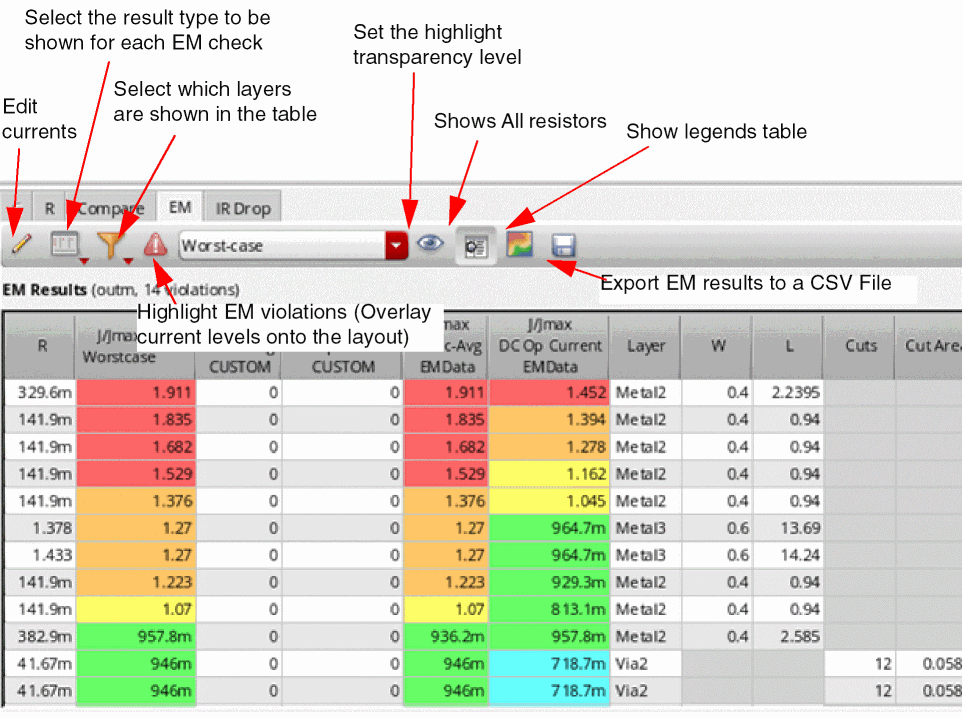 Select the result type to be
shown for each EM check
Set the highlight
transparency level
Select which layers
are shown in the table
Edit
currents
Shows All resistors
Show legends table
R Compare EM IR Drop
Worst-case
Export EM results to a CSV File
EM Results (outm, 14 violations)
Highlight EM violations (Overlay
current levels onto the layout)
R J/Jmax Worstcase CUSTOM CUSTOM max c-Avg EMData J/Jmax DC Op Current EMData Layer W L Cuts Cut Area
329.6m 1.911 0 0 1.911 1.452 Metal2 0.4 2.2395
141.9m 1.835 0 0 1.835 1.394 Metal2 0.4 0.94
141.9m 1.682 0 0 1.682 1.278 Metal2 0.4 0.94
141.9m 1.529 0 0 1.529 1.162 Metal2 0.4 0.94
141.9m 1.376 0 0 1.376 1.045 Metal2 0.4 0.94
1.378 1.27 0 0 1.27 964.7m Metal3 0.6 13.69
1.433 1.27 0 0 1.27 964.7m Metal3 0.6 14.24
141.9m 1.223 0 0 1.223 929.3m Metal2 0.4 0.94
141.9m 1.07 0 0 1.07 813.1m Metal2 0.4 0.94
382.9m 957.8m 0 0 936.2m 957.8m Metal2 0.4 2.585
41.67m 946m 0 0 946m 718.7m Via2 12 0.058
41.67m 946m 0 0 946m 718.7m Via2 12 0.058